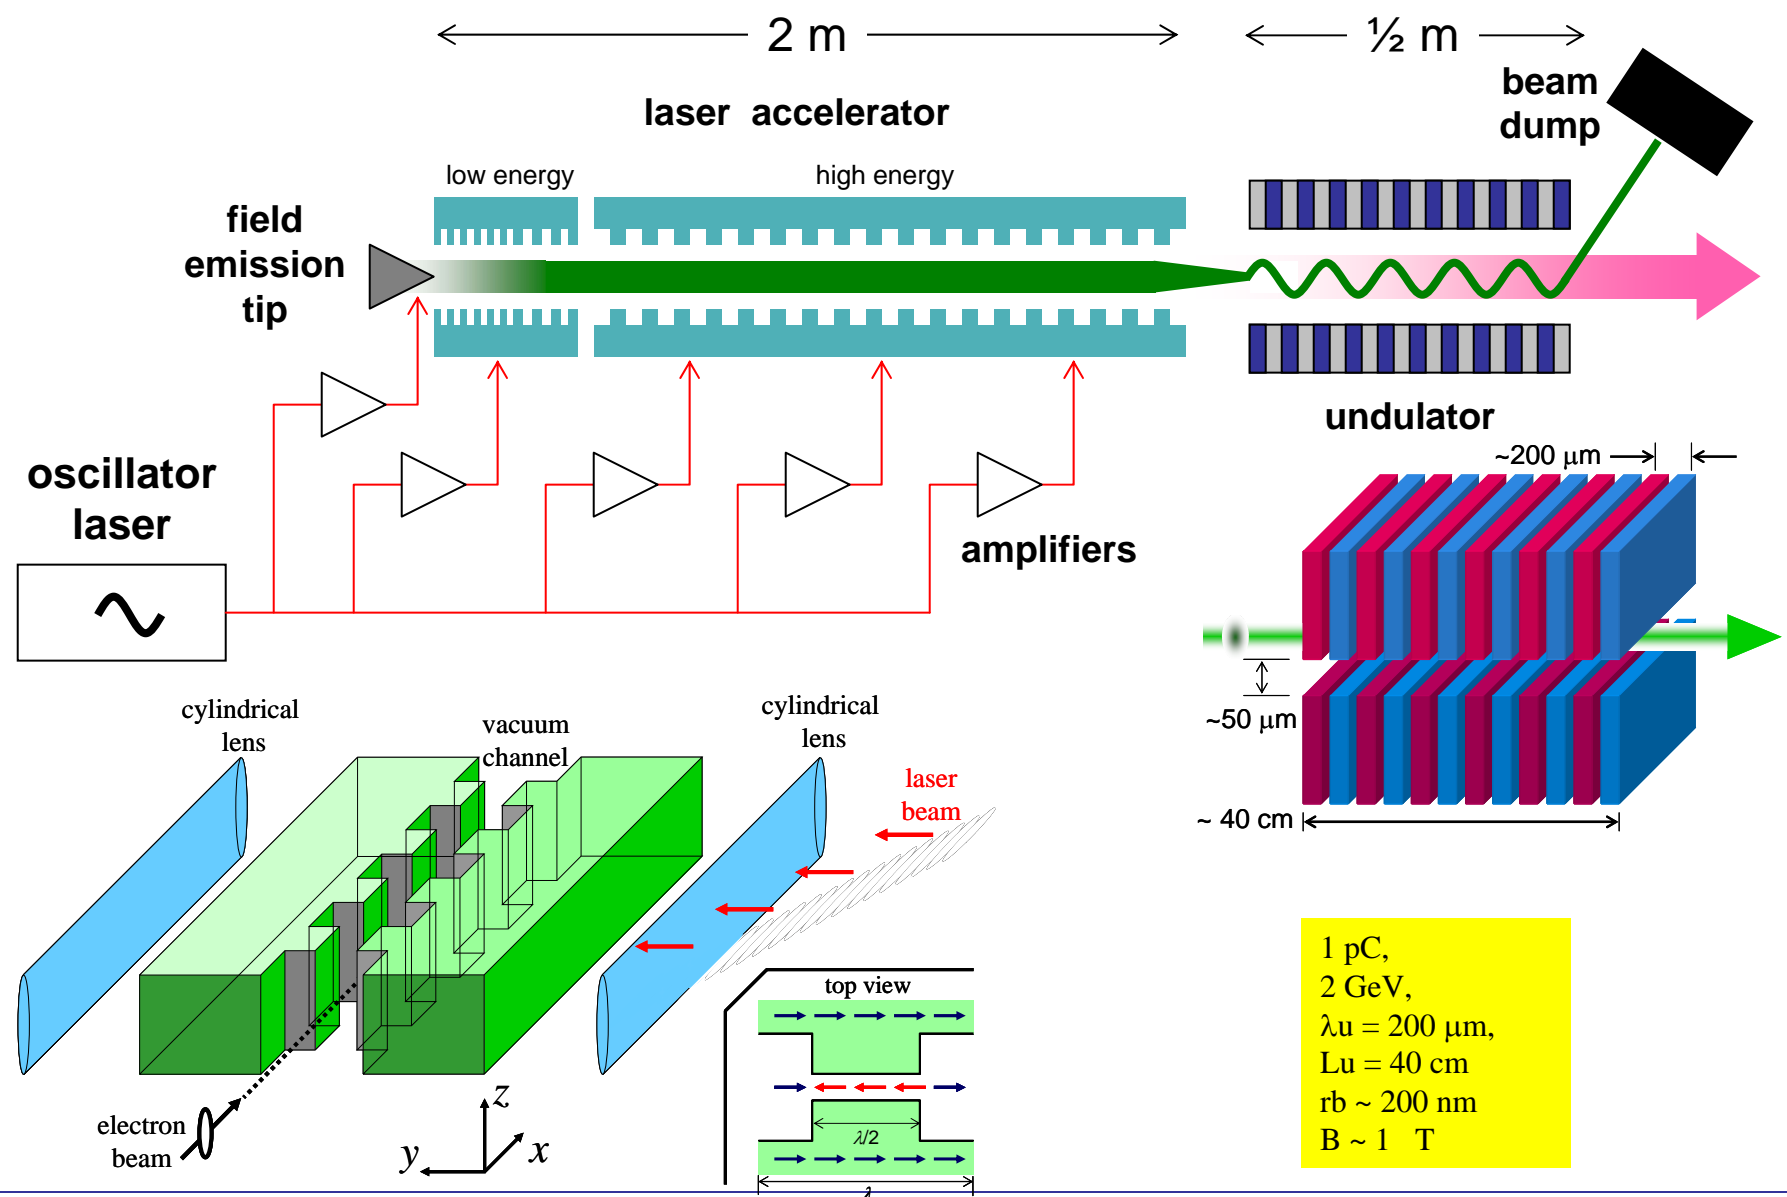 2 m
½ m
beam
dump
laser accelerator
low energy
high energy
field
emission
tip
undulator
oscillator
laser
amplifiers
~200 μm
~50 μm
~ 40 cm
cylindrical
lens
vacuum
channel
cylindrical
lens
laser
beam
electron
beam
z
x
y
top view
λ/2
λ
1 pC,
2 GeV,
λu = 200 μm,
Lu = 40 cm
rb ~ 200 nm
B ~ 1 T